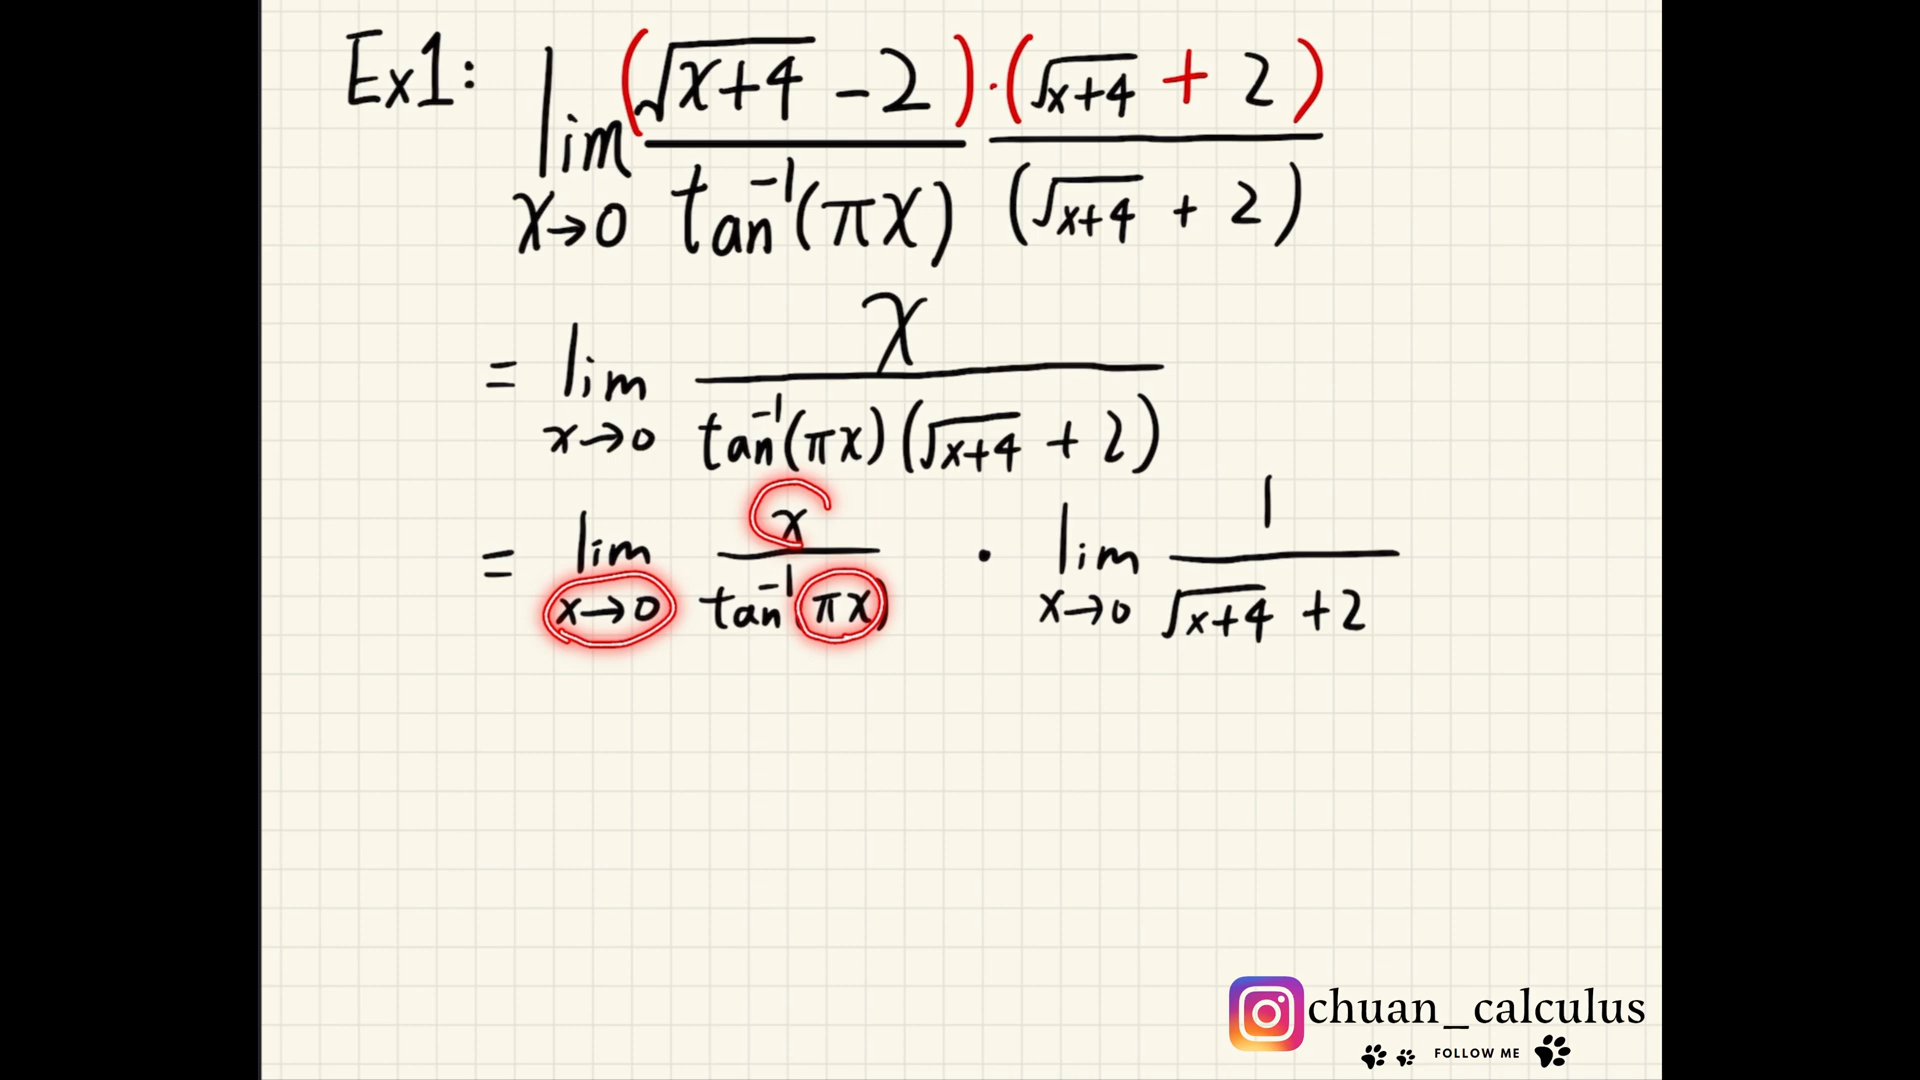 Ex1: lim x→0 (√(x+4) - 2)·(√(x+4) + 2) / tan⁻¹(πx) (√(x+4) + 2)
= lim x→0 x / tan⁻¹(πx)(√(x+4) + 2)
= lim x→0 x / tan⁻¹(πx) · lim x→0 1 / √(x+4) + 2
chuan_calculus
FOLLOW ME